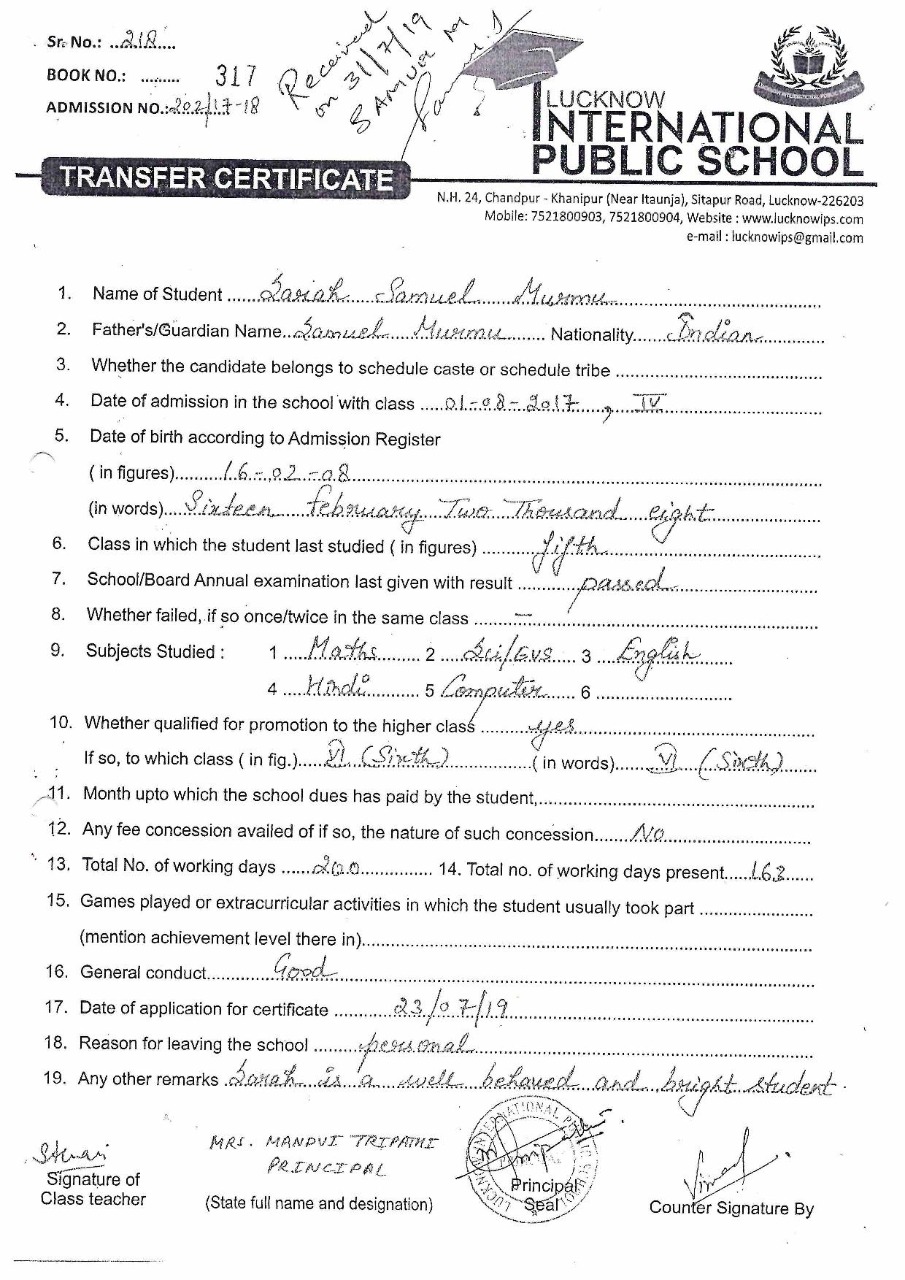 Sr. No.: ..218....
BOOK NO.: ......... 317
ADMISSION NO.:202/17-18
Received
on 31/7/19
SAMUEL M
LUCKNOW
INTERNATIONAL
PUBLIC SCHOOL
TRANSFER CERTIFICATE
N.H. 24, Chandpur - Khanipur (Near Itaunja), Sitapur Road, Lucknow-226203
Mobile: 7521800903, 7521800904, Website : www.lucknowips.com
e-mail : lucknowips@gmail.com
1. Name of Student Sarah Samuel Murmu
2. Father's/Guardian Name Samuel Murmu Nationality Indian
3. Whether the candidate belongs to schedule caste or schedule tribe
4. Date of admission in the school with class 01-08-2017, IV
5. Date of birth according to Admission Register
( in figures) 16-02-08
(in words) Sixteen February Two Thousand eight
6. Class in which the student last studied ( in figures) fifth
7. School/Board Annual examination last given with result passed
8. Whether failed, if so once/twice in the same class —
9. Subjects Studied : 1 Maths 2 Sci/EVS 3 English
4 Hindi 5 Computer 6
10. Whether qualified for promotion to the higher class yes
If so, to which class ( in fig.) VI (Sixth) ( in words) VI (Sixth)
11. Month upto which the school dues has paid by the student,
12. Any fee concession availed of if so, the nature of such concession No
13. Total No. of working days 200 14. Total no. of working days present 163
15. Games played or extracurricular activities in which the student usually took part
(mention achievement level there in)
16. General conduct Good
17. Date of application for certificate 23/07/19
18. Reason for leaving the school personal
19. Any other remarks Sarah is a well behaved and bright student.
MRS. MANDVI TRIPATHI
PRINCIPAL
Signature of
Class teacher
(State full name and designation)
Principal
Seal
Counter Signature By